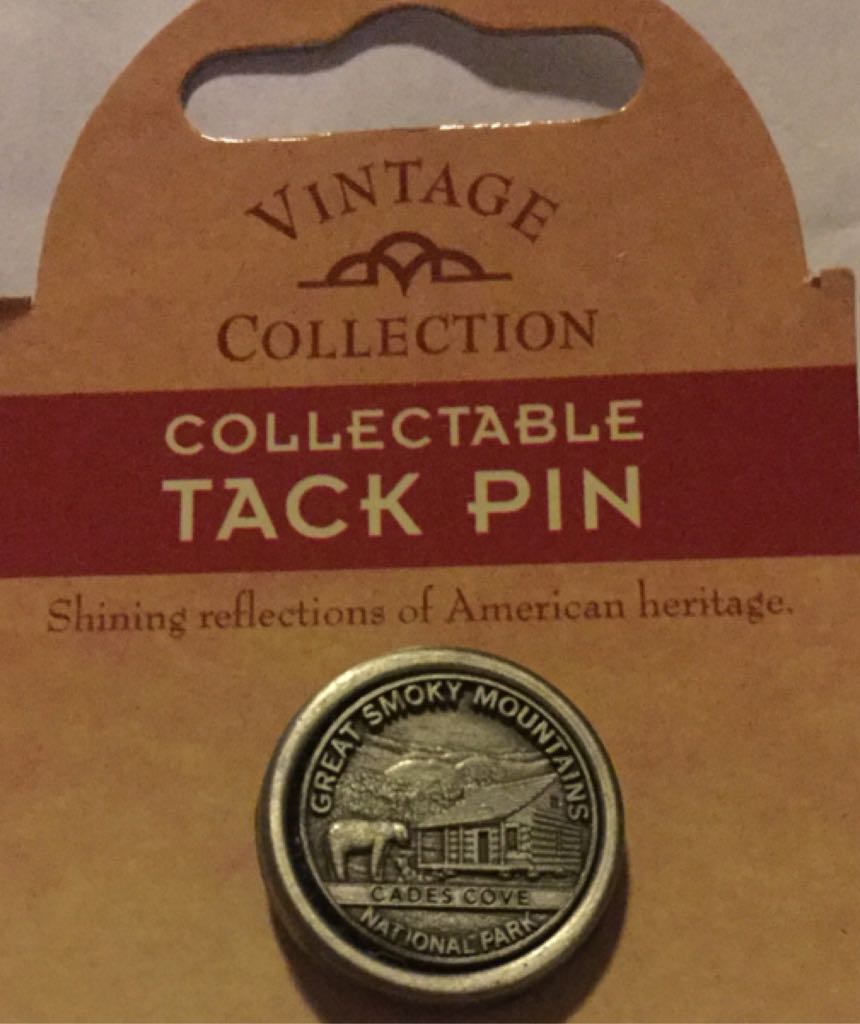 VINTAGE
COLLECTION
COLLECTABLE
TACK PIN
Shining reflections of American heritage.
GREAT SMOKY MOUNTAINS
CADES COVE
NATIONAL PARK